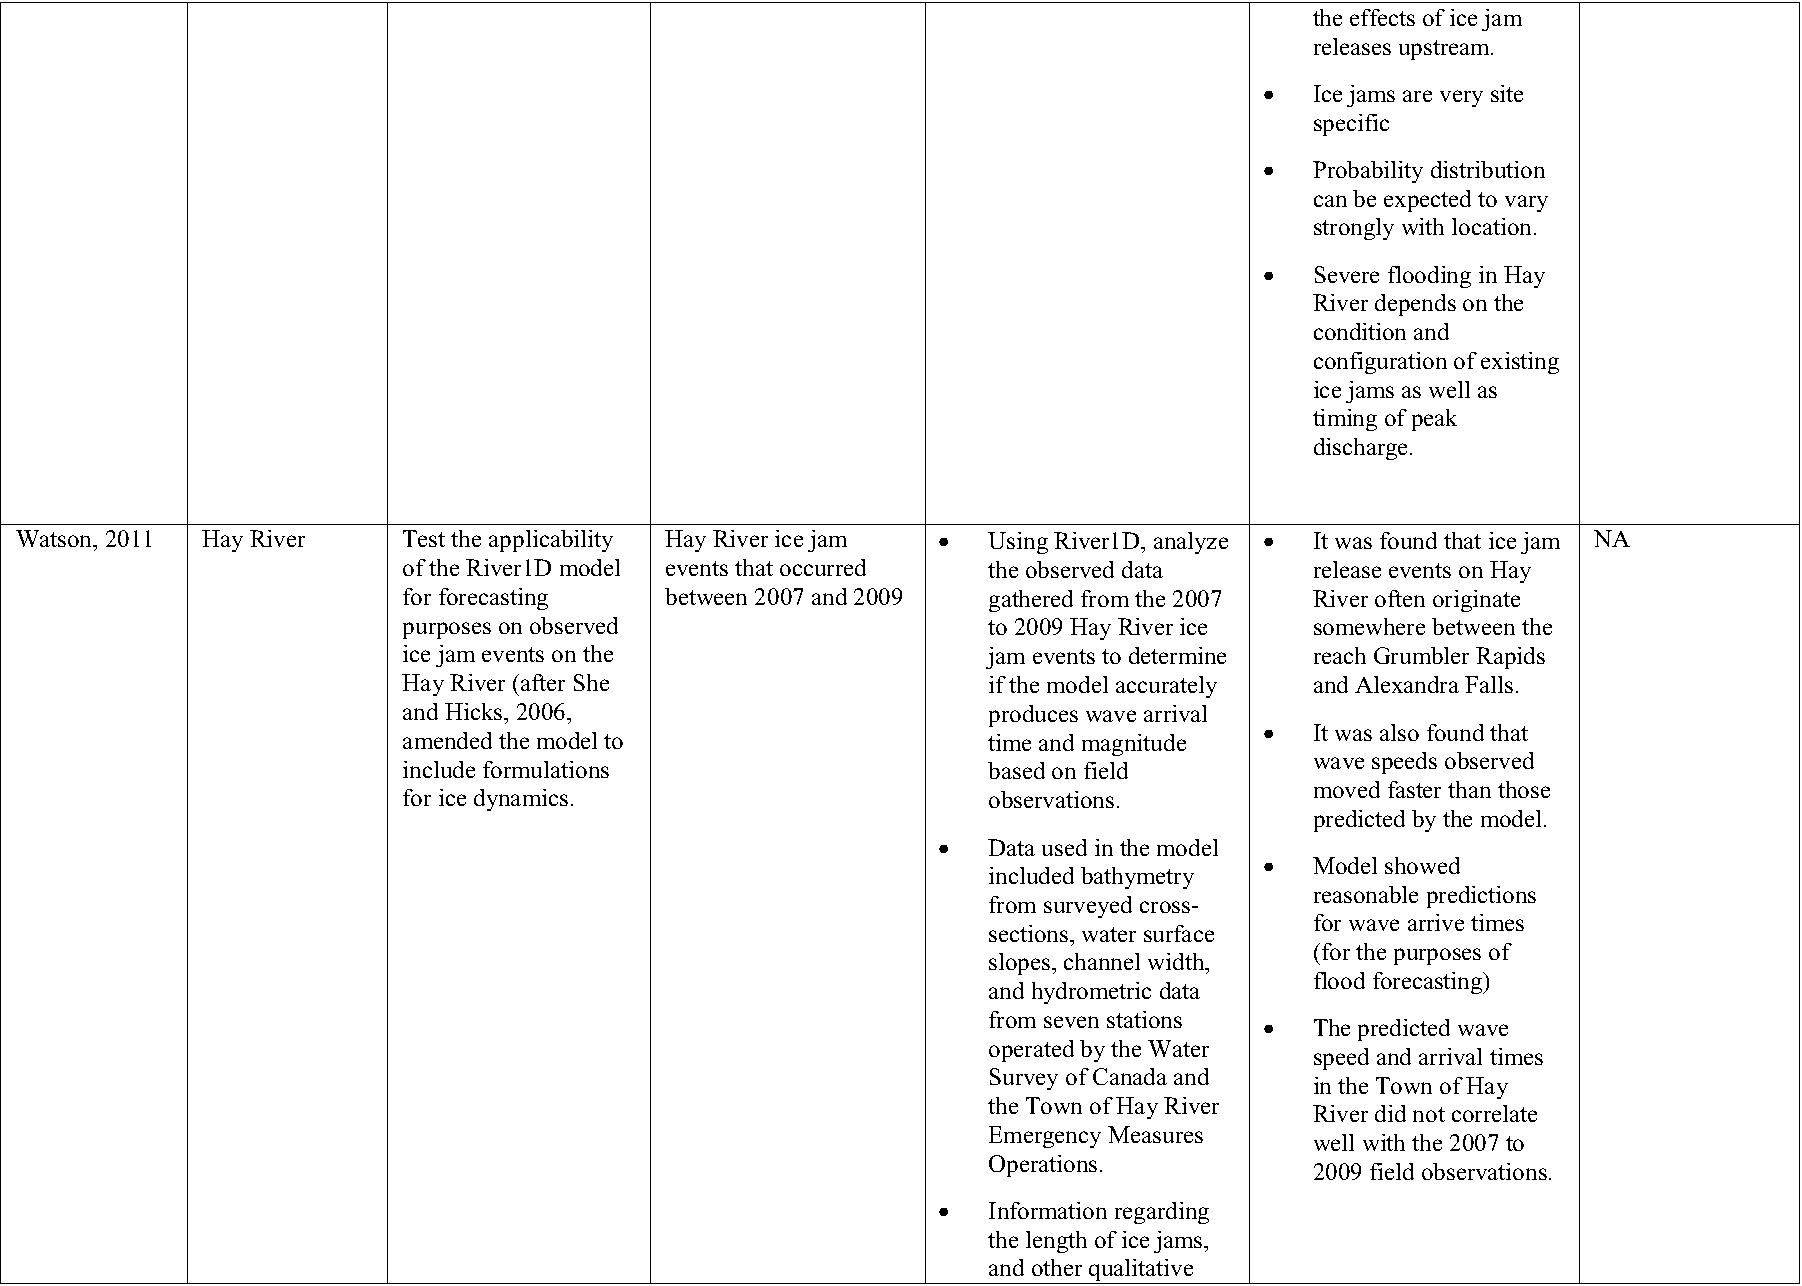 the effects of ice jam
releases upstream.
• Ice jams are very site
specific
• Probability distribution
can be expected to vary
strongly with location.
• Severe flooding in Hay
River depends on the
condition and
configuration of existing
ice jams as well as
timing of peak
discharge.
Watson, 2011
Hay River
Test the applicability
of the River1D model
for forecasting
purposes on observed
ice jam events on the
Hay River (after She
and Hicks, 2006,
amended the model to
include formulations
for ice dynamics.
Hay River ice jam
events that occurred
between 2007 and 2009
• Using River1D, analyze
the observed data
gathered from the 2007
to 2009 Hay River ice
jam events to determine
if the model accurately
produces wave arrival
time and magnitude
based on field
observations.
• Data used in the model
included bathymetry
from surveyed cross-
sections, water surface
slopes, channel width,
and hydrometric data
from seven stations
operated by the Water
Survey of Canada and
the Town of Hay River
Emergency Measures
Operations.
• Information regarding
the length of ice jams,
and other qualitative
• It was found that ice jam
release events on Hay
River often originate
somewhere between the
reach Grumbler Rapids
and Alexandra Falls.
• It was also found that
wave speeds observed
moved faster than those
predicted by the model.
• Model showed
reasonable predictions
for wave arrive times
(for the purposes of
flood forecasting)
• The predicted wave
speed and arrival times
in the Town of Hay
River did not correlate
well with the 2007 to
2009 field observations.
NA